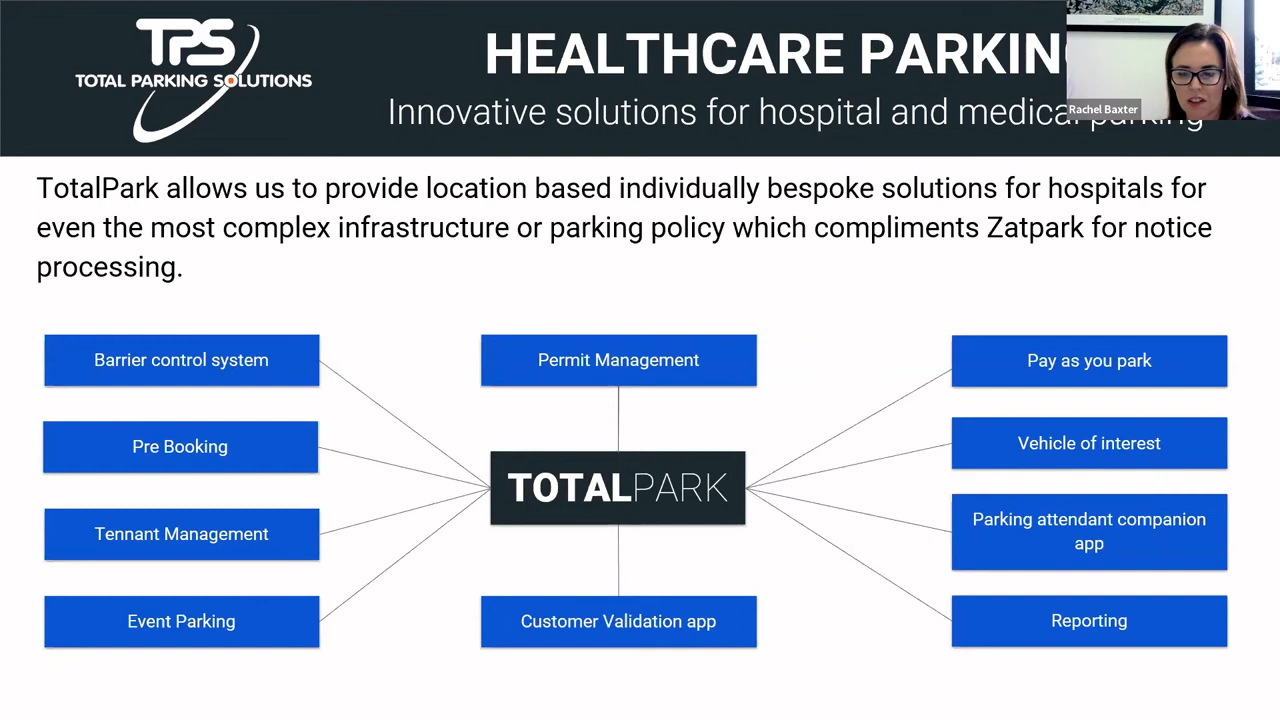 TPS
TOTAL PARKING SOLUTIONS
HEALTHCARE PARKIN
Innovative solutions for hospital and medical parking
Rachel Baxter
TotalPark allows us to provide location based individually bespoke solutions for hospitals for
even the most complex infrastructure or parking policy which compliments Zatpark for notice
processing.
Barrier control system
Permit Management
Pay as you park
Pre Booking
Vehicle of interest
TOTALPARK
Tennant Management
Parking attendant companion
app
Event Parking
Customer Validation app
Reporting